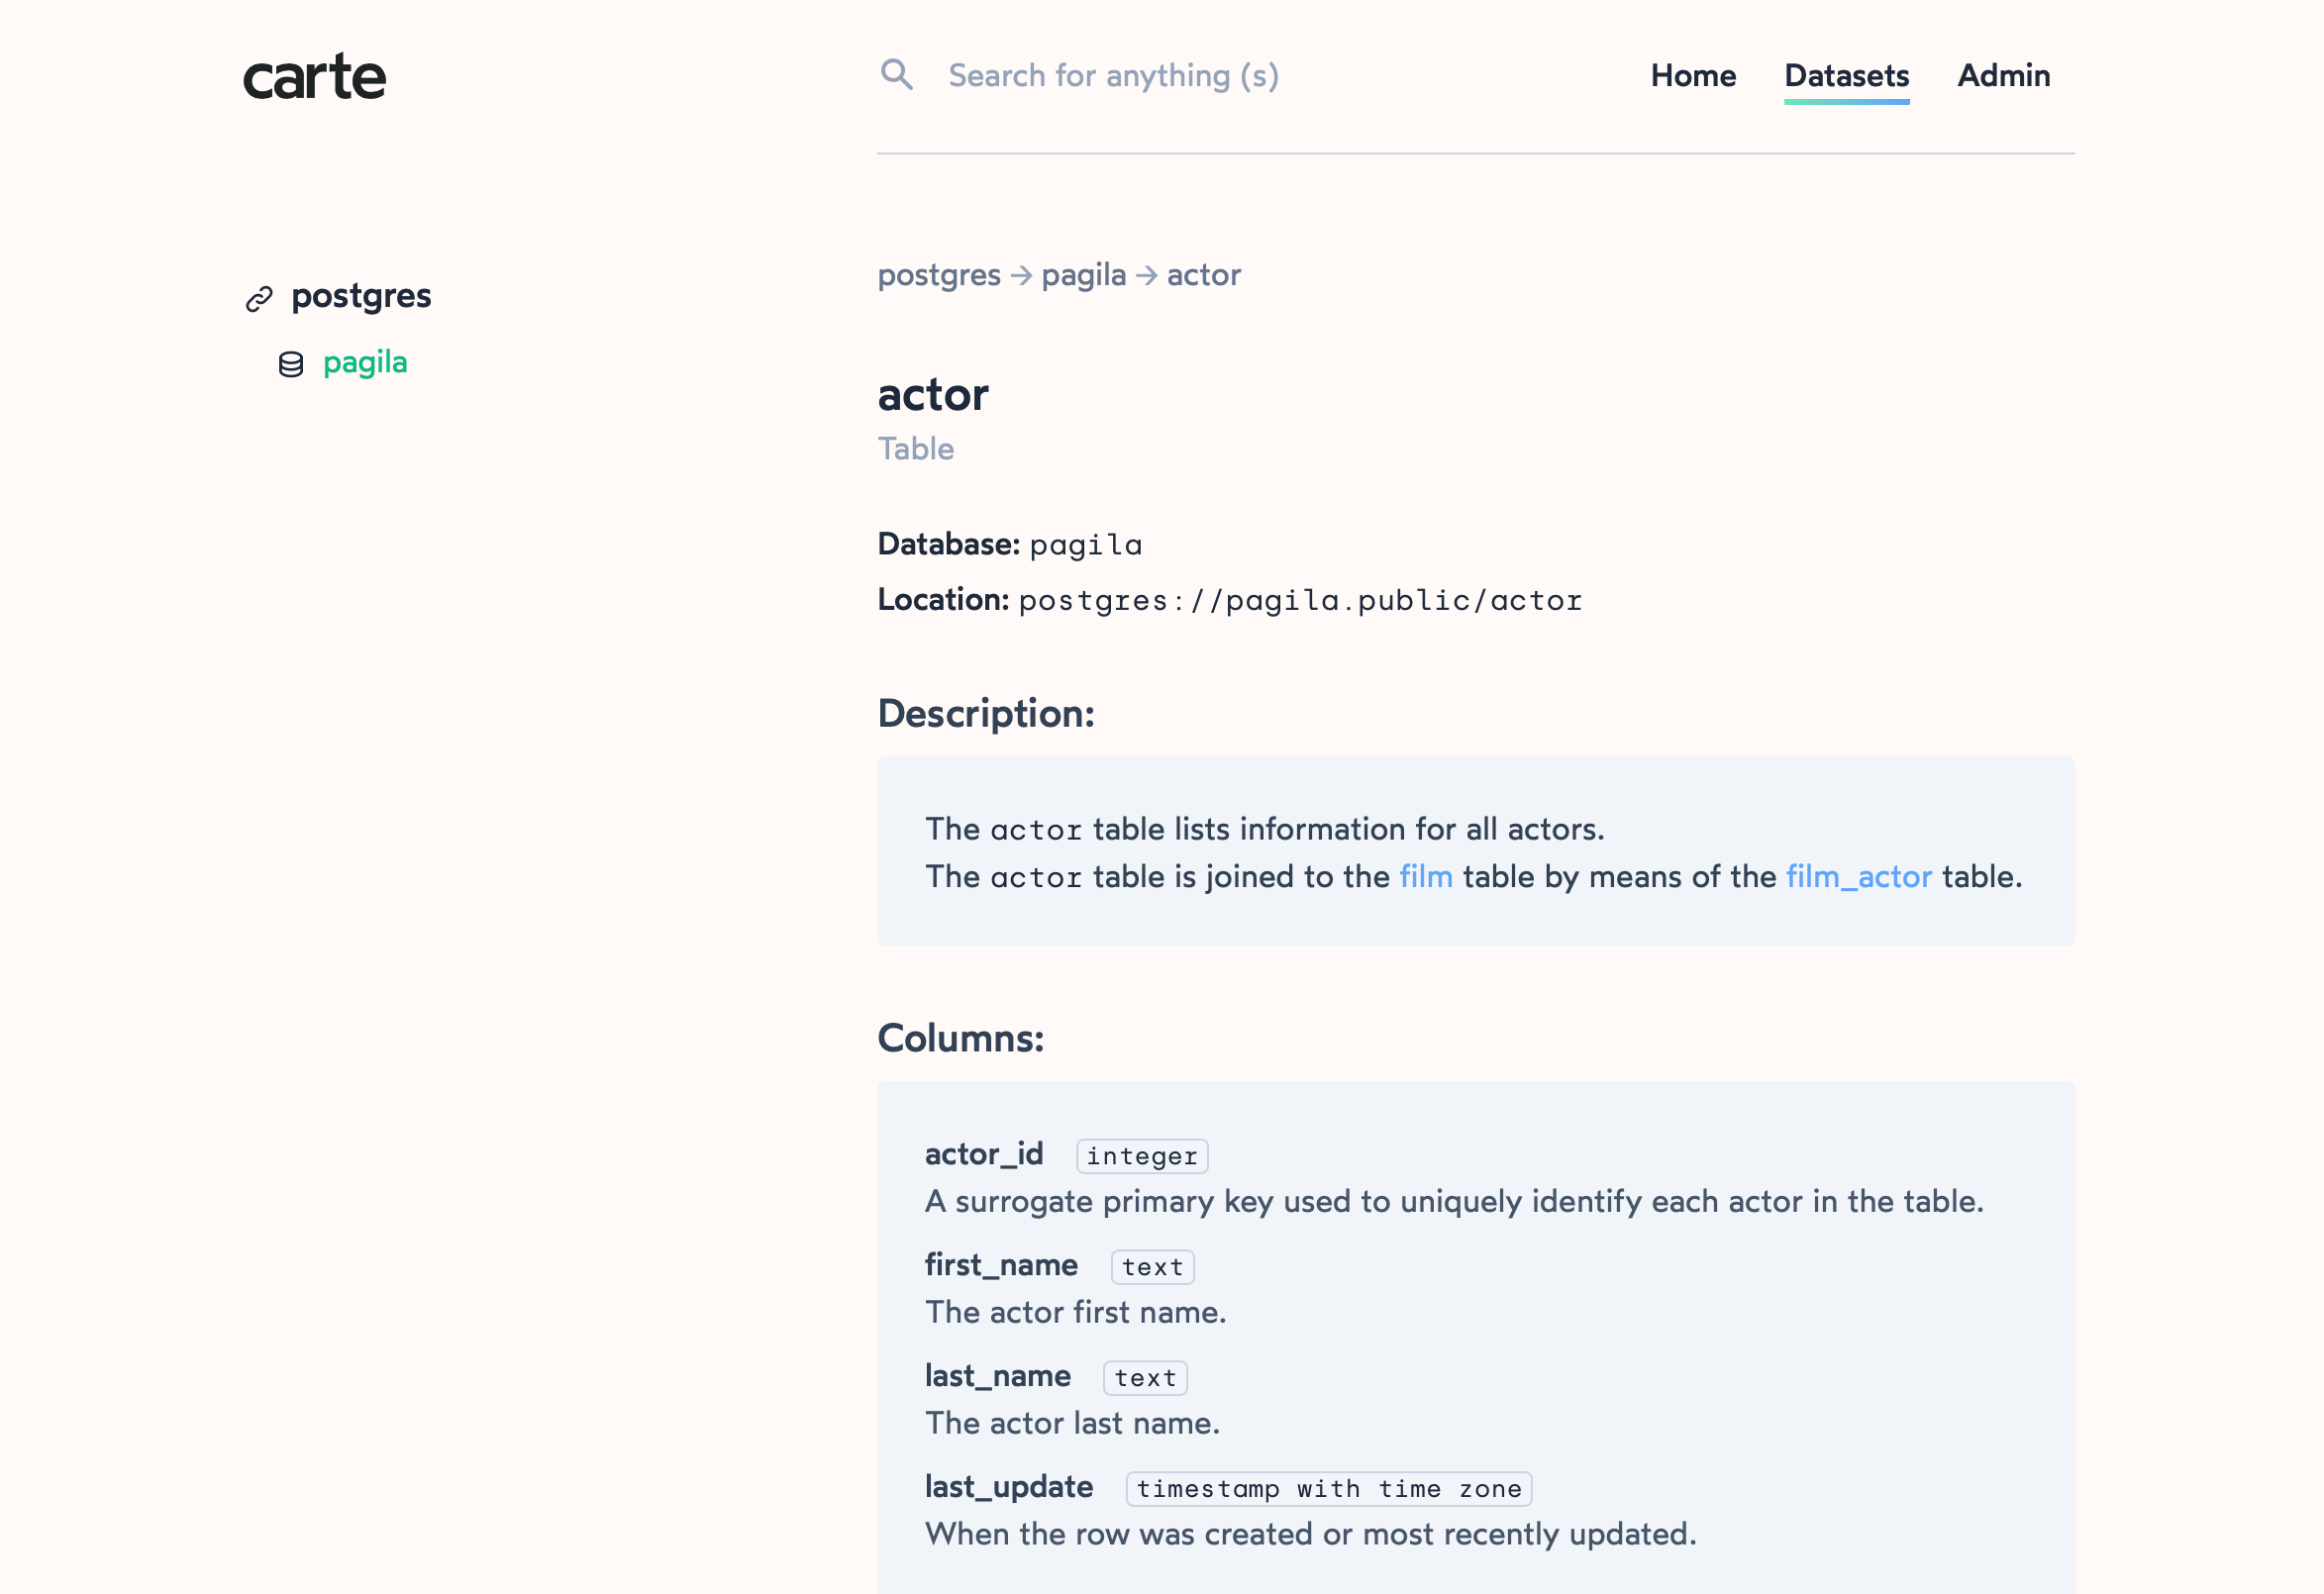 carte
Search for anything (s)
Home Datasets Admin
postgres
pagila
postgres → pagila → actor
actor
Table
Database: pagila
Location: postgres://pagila.public/actor
Description:
The actor table lists information for all actors.
The actor table is joined to the film table by means of the film_actor table.
Columns:
actor_id integer
A surrogate primary key used to uniquely identify each actor in the table.
first_name text
The actor first name.
last_name text
The actor last name.
last_update timestamp with time zone
When the row was created or most recently updated.